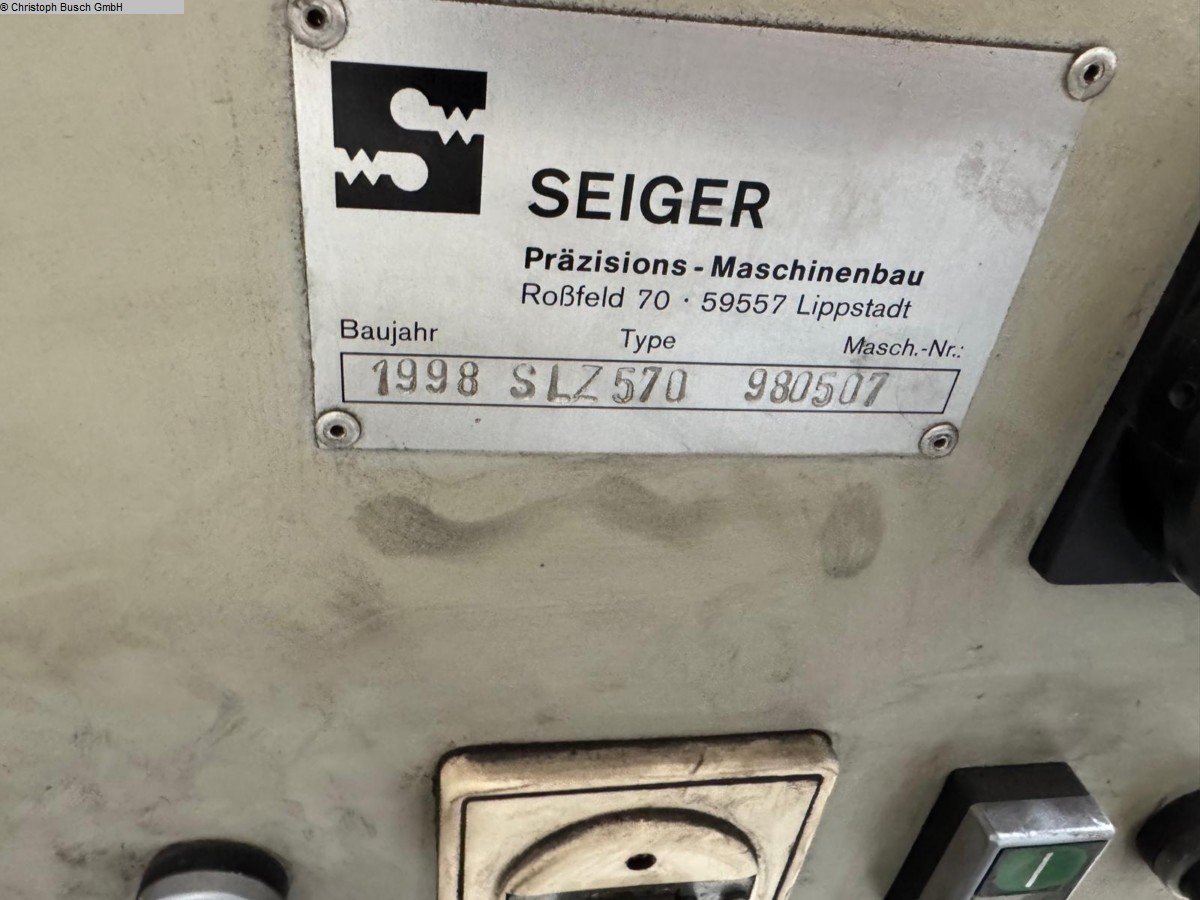 © Christoph Busch GmbH
SEIGER
Präzisions-Maschinenbau
Roßfeld 70 · 59557 Lippstadt
Baujahr Type Masch.-Nr.:
1998 SLZ570 980507
I